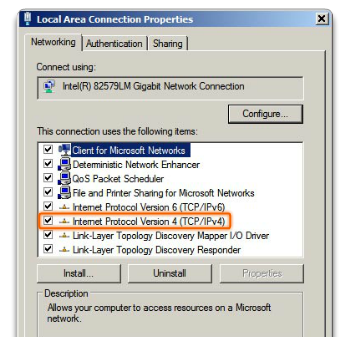 Local Area Connection Properties
Networking Authentication Sharing
Connect using:
Intel(R) 82579LM Gigabit Network Connection
Configure...
This connection uses the following items:
Client for Microsoft Networks
Deterministic Network Enhancer
QoS Packet Scheduler
File and Printer Sharing for Microsoft Networks
Internet Protocol Version 6 (TCP/IPv6)
Internet Protocol Version 4 (TCP/IPv4)
Link-Layer Topology Discovery Mapper I/O Driver
Link-Layer Topology Discovery Responder
Install... Uninstall Properties
Description
Allows your computer to access resources on a Microsoft
network.